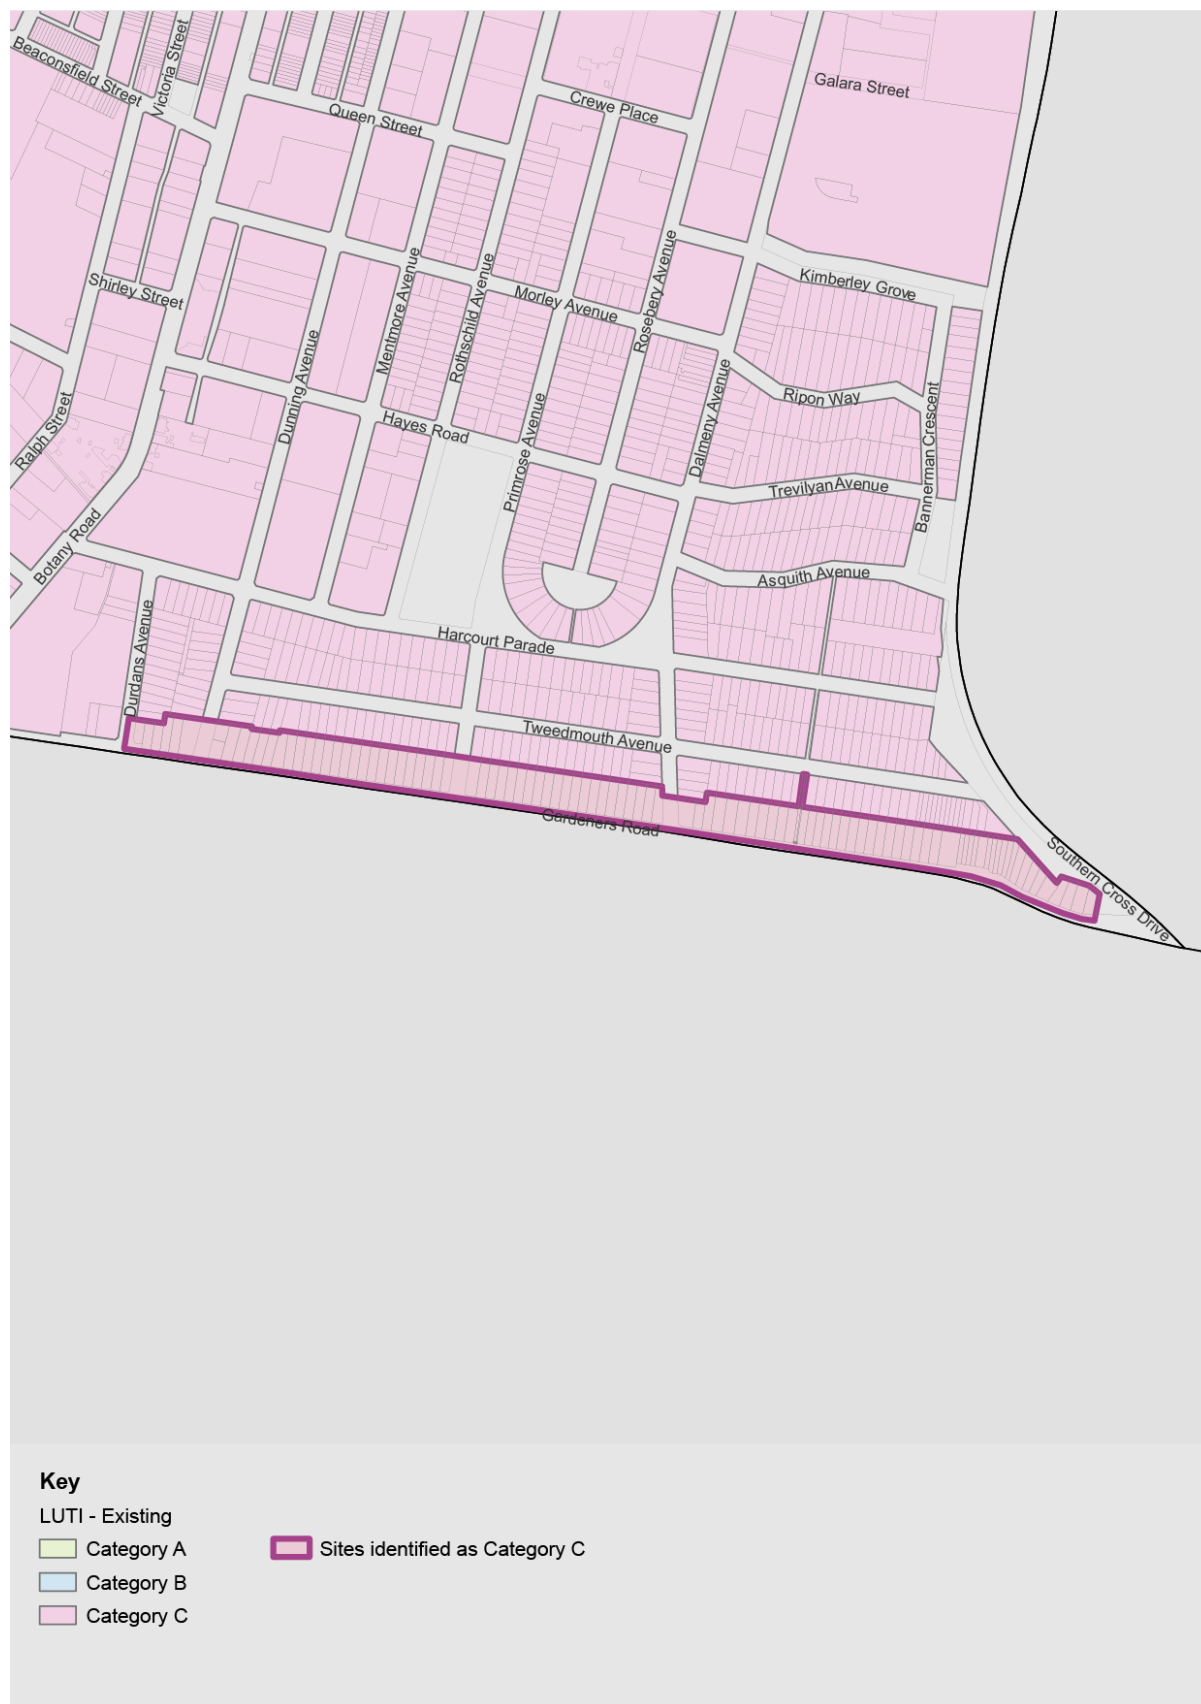 Beaconsfield Street
Victoria Street
Queen Street
Crewe Place
Galara Street
Shirley Street
Mentmore Avenue
Rothschild Avenue
Morley Avenue
Rosebery Avenue
Kimberley Grove
Dunning Avenue
Ralph Street
Hayes Road
Primrose Avenue
Dalmeny Avenue
Ripon Way
Bannerman Crescent
Trevilyan Avenue
Botany Road
Asquith Avenue
Durdans Avenue
Harcourt Parade
Tweedmouth Avenue
Gardeners Road
Southern Cross Drive
Key
LUTI - Existing
Category A
Sites identified as Category C
Category B
Category C